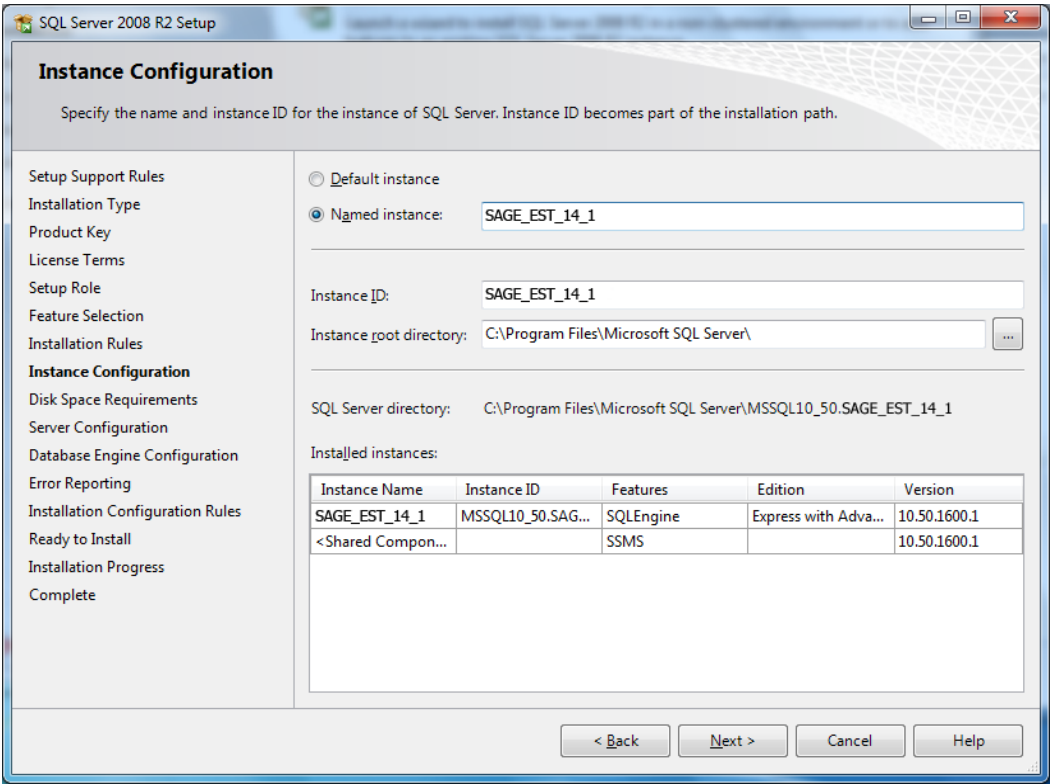 SQL Server 2008 R2 Setup
Instance Configuration
Specify the name and instance ID for the instance of SQL Server. Instance ID becomes part of the installation path.
Setup Support Rules
Installation Type
Product Key
License Terms
Setup Role
Feature Selection
Installation Rules
Instance Configuration
Disk Space Requirements
Server Configuration
Database Engine Configuration
Error Reporting
Installation Configuration Rules
Ready to Install
Installation Progress
Complete
Default instance
Named instance: SAGE_EST_14_1
Instance ID: SAGE_EST_14_1
Instance root directory: C:\Program Files\Microsoft SQL Server\ ...
SQL Server directory: C:\Program Files\Microsoft SQL Server\MSSQL10_50.SAGE_EST_14_1
Installed instances:
Instance Name Instance ID Features Edition Version
SAGE_EST_14_1 MSSQL10_50.SAG... SQLEngine Express with Adva... 10.50.1600.1
<Shared Compon... SSMS 10.50.1600.1
< Back Next > Cancel Help